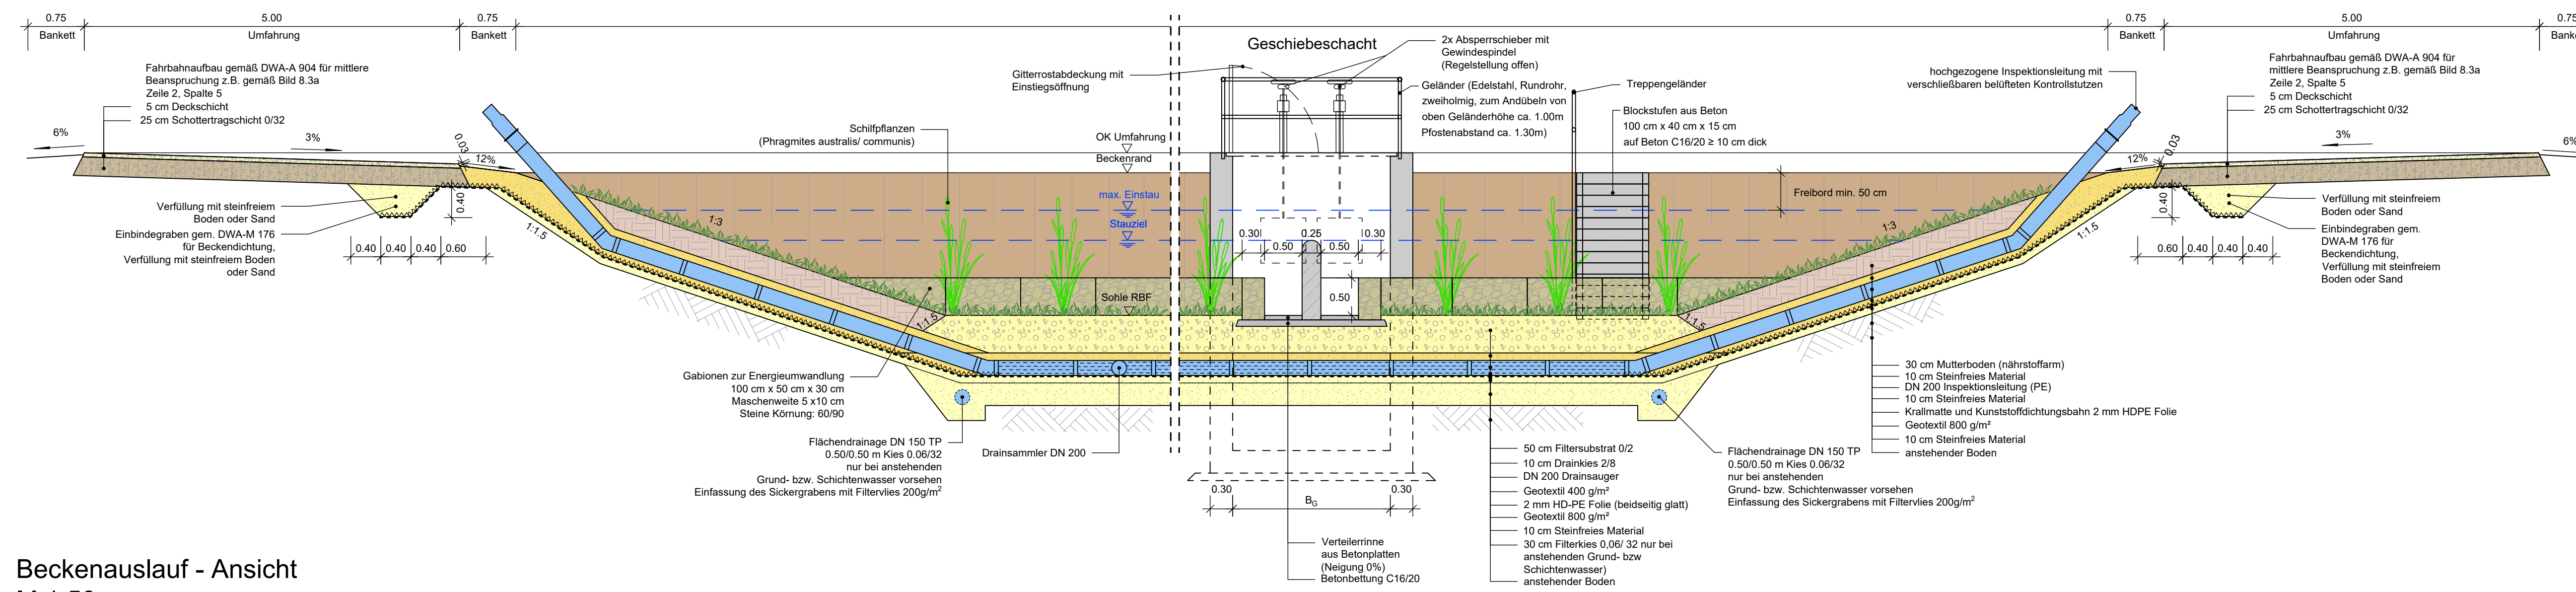 0.75
5.00
0.75
0.75
5.00
0.75
Bankett
Umfahrung
Bankett
Bankett
Umfahrung
Fahrbahnaufbau gemäß DWA-A 904 für mittlere
Beanspruchung z.B. gemäß Bild 8.3a
Zeile 2, Spalte 5
5 cm Deckschicht
25 cm Schottertragschicht 0/32
6%
3%
0.03
12%
0.40
1:1.5
1:3
1:1.5
Verfüllung mit steinfreiem
Boden oder Sand
Einbindegraben gem. DWA-M 176
für Beckendichtung,
Verfüllung mit steinfreiem Boden
oder Sand
0.40 0.40 0.40 0.60
Schilfpflanzen
(Phragmites australis/ communis)
Gitterrostabdeckung mit
Einstiegsöffnung
Geschiebeschacht
2x Absperrschieber mit
Gewindespindel
(Regelstellung offen)
Geländer (Edelstahl, Rundrohr,
zweiholmig, zum Andübeln von
oben Geländerhöhe ca. 1.00m
Pfostenabstand ca. 1.30m)
Treppengeländer
Blockstufen aus Beton
100 cm x 40 cm x 15 cm
auf Beton C16/20 ≥ 10 cm dick
OK Umfahrung
Beckenrand
max. Einstau
Stauziel
Sohle RBF
0.30
0.25
0.30
0.50
0.50
0.50
Freibord min. 50 cm
hochgezogene Inspektionsleitung mit
verschließbaren belüfteten Kontrollstutzen
Fahrbahnaufbau gemäß DWA-A 904 für
mittlere Beanspruchung z.B. gemäß Bild 8.3a
Zeile 2, Spalte 5
5 cm Deckschicht
25 cm Schottertragschicht 0/32
3%
6%
0.03
12%
0.40
1:3
1:1.5
1:1.5
0.60 0.40 0.40 0.40
Verfüllung mit steinfreiem
Boden oder Sand
Einbindegraben gem.
DWA-M 176 für
Beckendichtung,
Verfüllung mit steinfreiem
Boden oder Sand
Gabionen zur Energieumwandlung
100 cm x 50 cm x 30 cm
Maschenweite 5 x10 cm
Steine Körnung: 60/90
Flächendrainage DN 150 TP
0.50/0.50 m Kies 0.06/32
nur bei anstehenden
Grund- bzw. Schichtenwasser vorsehen
Einfassung des Sickergrabens mit Filtervlies 200g/m²
Drainsammler DN 200
0.30
B_G
0.30
Verteilerrinne
aus Betonplatten
(Neigung 0%)
Betonbettung C16/20
50 cm Filtersubstrat 0/2
10 cm Drainkies 2/8
DN 200 Drainsauger
Geotextil 400 g/m²
2 mm HD-PE Folie (beidseitig glatt)
Geotextil 800 g/m²
10 cm Steinfreies Material
30 cm Filterkies 0,06/ 32 nur bei
anstehenden Grund- bzw
Schichtenwasser)
anstehender Boden
Flächendrainage DN 150 TP
0.50/0.50 m Kies 0.06/32
nur bei anstehenden
Grund- bzw. Schichtenwasser vorsehen
Einfassung des Sickergrabens mit Filtervlies 200g/m²
30 cm Mutterboden (nährstoffarm)
10 cm Steinfreies Material
DN 200 Inspektionsleitung (PE)
10 cm Steinfreies Material
Krallmatte und Kunststoffdichtungsbahn 2 mm HDPE Folie
Geotextil 800 g/m²
10 cm Steinfreies Material
anstehender Boden
Beckenauslauf - Ansicht